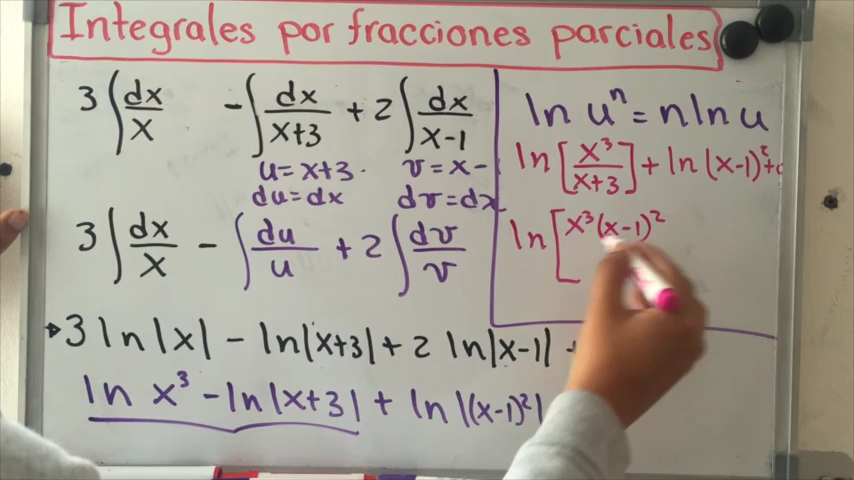 Integrales por fracciones parciales
3∫dx/x -∫dx/x+3 +2∫dx/x-1
u=x+3 v=x-1
du=dx dv=dx
3∫dx/x -∫du/u +2∫dv/v
3 ln|x| - ln|x+3| + 2 ln|x-1| +
ln x³ - ln|x+3| + ln|(x-1)²|
ln uⁿ = n ln u
ln[x³/x+3] + ln(x-1)²+c
ln[x³(x-1)²